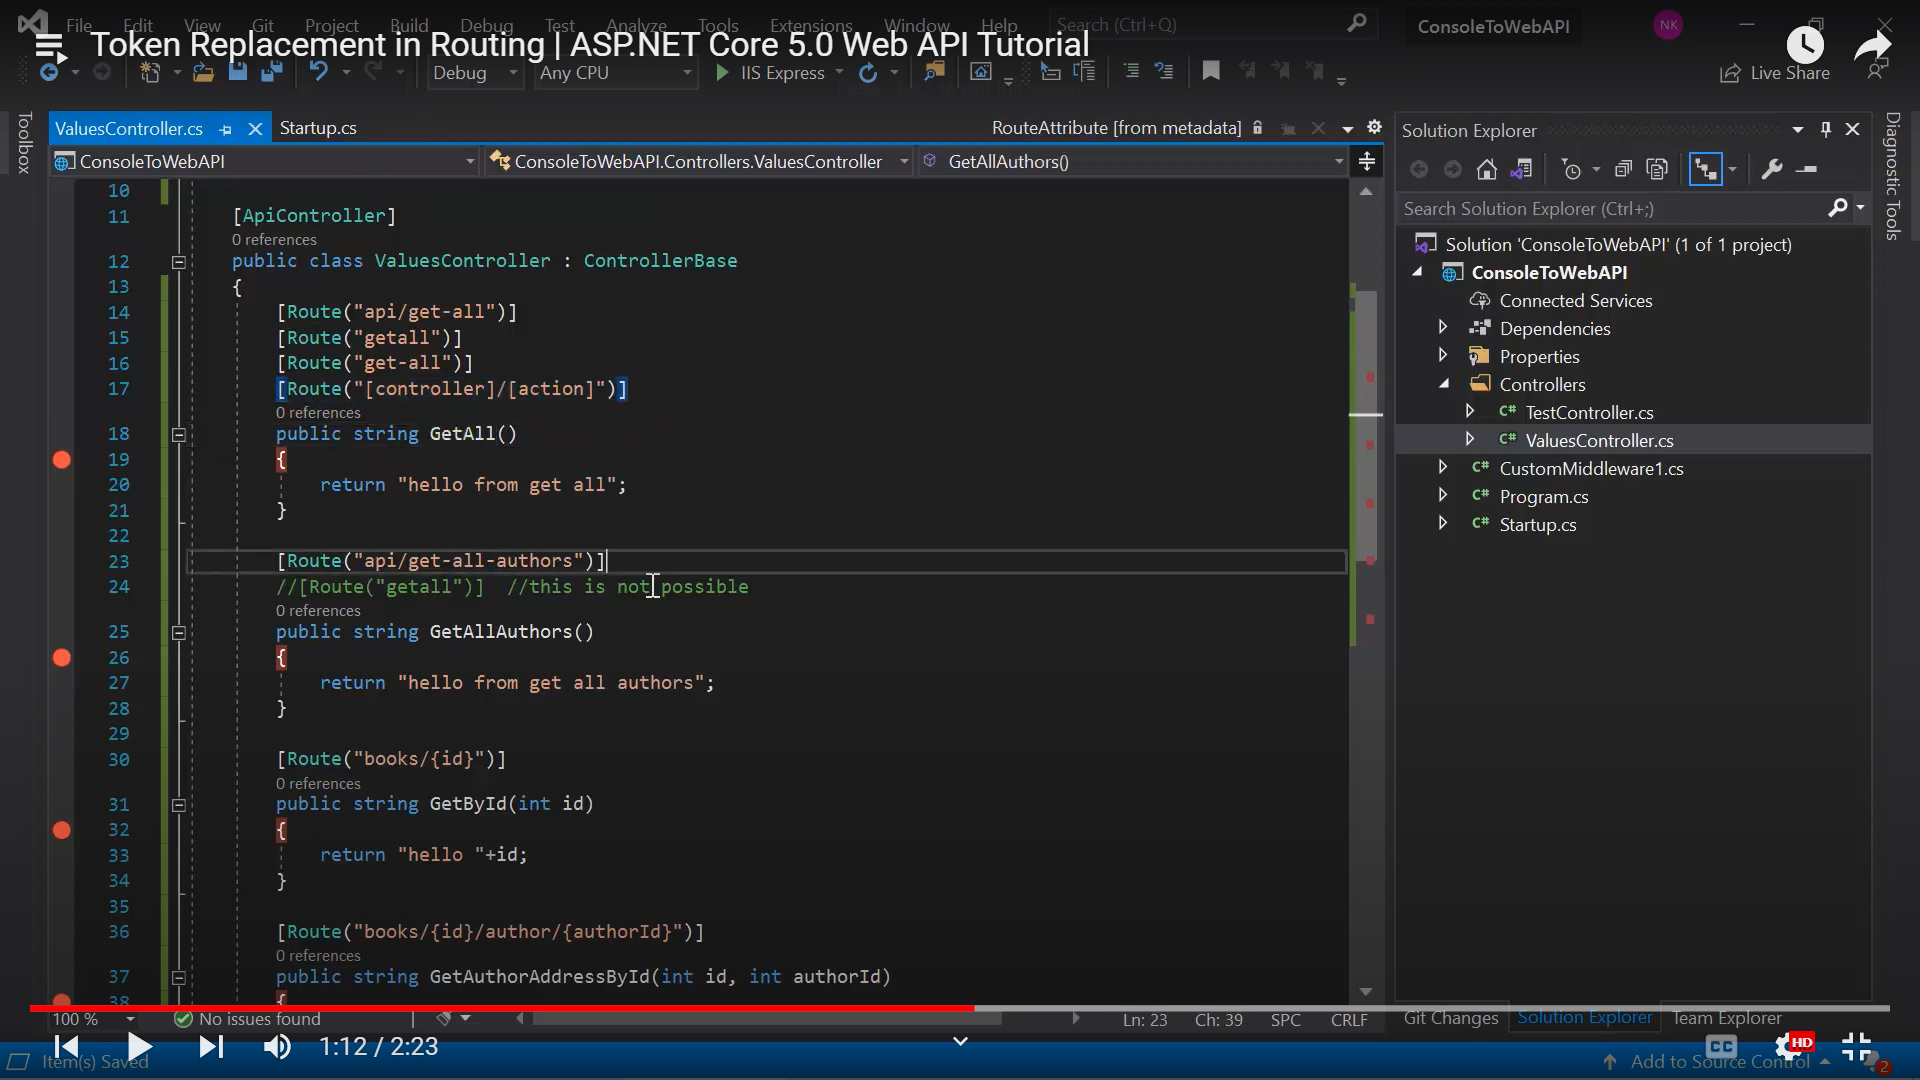 File Edit View Git Project Build Debug Test Analyze Tools Extensions Window Help Search (Ctrl+Q) ConsoleToWebAPI NK
Token Replacement in Routing | ASP.NET Core 5.0 Web API Tutorial
Debug Any CPU IIS Express Live Share
Toolbox
ValuesController.cs Startup.cs RouteAttribute [from metadata]
ConsoleToWebAPI ConsoleToWebAPI.Controllers.ValuesController GetAllAuthors()
10
11 [ApiController]
0 references
12 public class ValuesController : ControllerBase
13 {
14 [Route("api/get-all")]
15 [Route("getall")]
16 [Route("get-all")]
17 [Route("[controller]/[action]")]
0 references
18 public string GetAll()
19 {
20 return "hello from get all";
21 }
22
23 [Route("api/get-all-authors")]
24 //[Route("getall")] //this is not possible
0 references
25 public string GetAllAuthors()
26 {
27 return "hello from get all authors";
28 }
29
30 [Route("books/{id}")]
0 references
31 public string GetById(int id)
32 {
33 return "hello "+id;
34 }
35
36 [Route("books/{id}/author/{authorId}")]
0 references
37 public string GetAuthorAddressById(int id, int authorId)
38 {
100 % No issues found Ln: 23 Ch: 39 SPC CRLF
Solution Explorer
Search Solution Explorer (Ctrl+;)
Solution 'ConsoleToWebAPI' (1 of 1 project)
ConsoleToWebAPI
Connected Services
Dependencies
Properties
Controllers
C# TestController.cs
C# ValuesController.cs
C# CustomMiddleware1.cs
C# Program.cs
C# Startup.cs
Git Changes Solution Explorer Team Explorer
Diagnostic Tools
1:12 / 2:23
CC HD
Item(s) Saved Add to Source Control 2